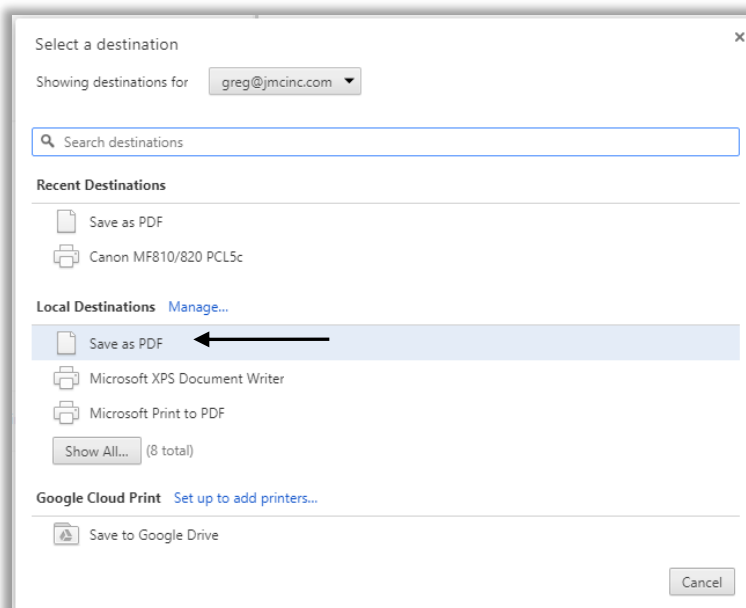 Select a destination
Showing destinations for greg@jmcinc.com
Search destinations
Recent Destinations
Save as PDF
Canon MF810/820 PCL5c
Local Destinations Manage...
Save as PDF
Microsoft XPS Document Writer
Microsoft Print to PDF
Show All... (8 total)
Google Cloud Print Set up to add printers...
Save to Google Drive
Cancel